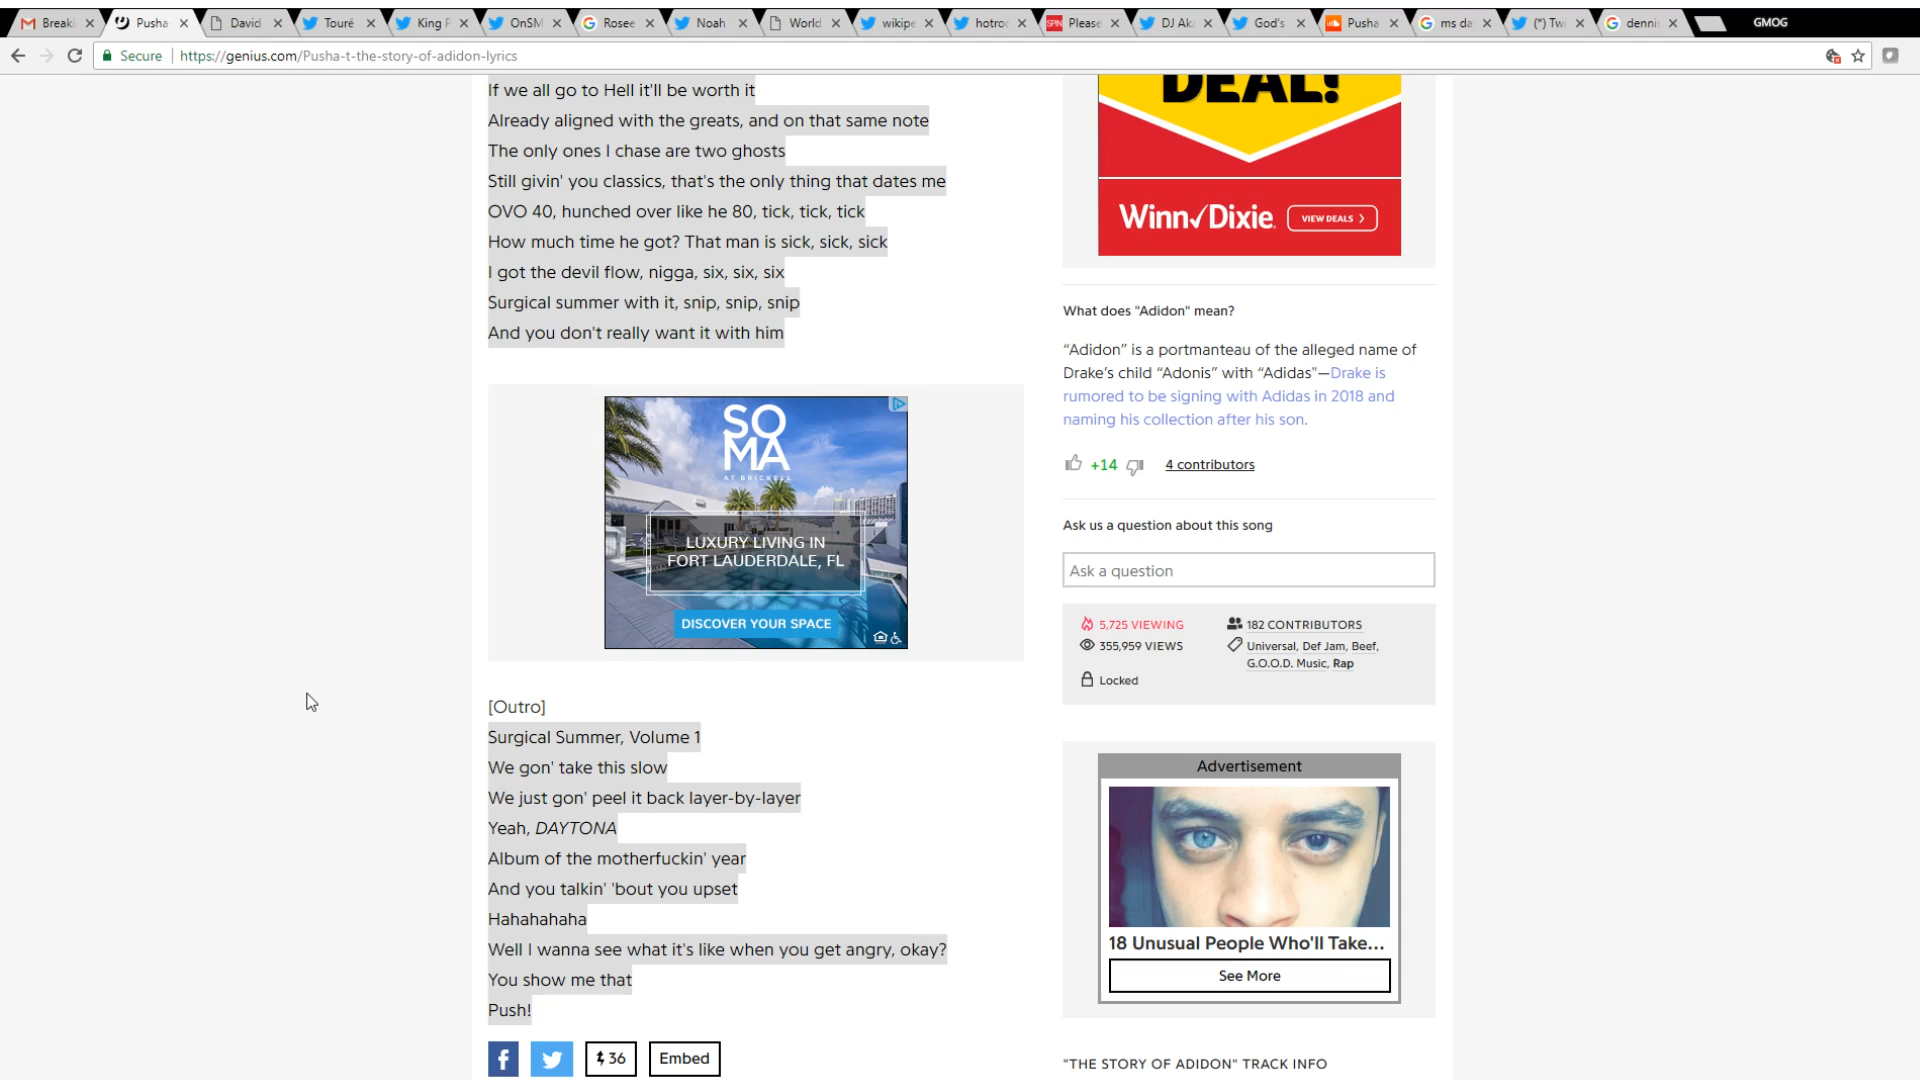 Breaki
Pusha
David
Touré
King F
OnSM
Rosee
Noah
World
wikipe
hotroc
SPIN
Please
DJ Aka
God's
Pusha
ms da
(*) Tw
denni
GMOG
Secure
https://genius.com/Pusha-t-the-story-of-adidon-lyrics
If we all go to Hell it'll be worth it
Already aligned with the greats, and on that same note
The only ones I chase are two ghosts
Still givin' you classics, that's the only thing that dates me
OVO 40, hunched over like he 80, tick, tick, tick
How much time he got? That man is sick, sick, sick
I got the devil flow, nigga, six, six, six
Surgical summer with it, snip, snip, snip
And you don't really want it with him
SO
MA
AT BRICKELL
LUXURY LIVING IN
FORT LAUDERDALE, FL
DISCOVER YOUR SPACE
[Outro]
Surgical Summer, Volume 1
We gon' take this slow
We just gon' peel it back layer-by-layer
Yeah, DAYTONA
Album of the motherfuckin' year
And you talkin' 'bout you upset
Hahahahaha
Well I wanna see what it's like when you get angry, okay?
You show me that
Push!
36
Embed
DEAL!
Winn Dixie
VIEW DEALS >
What does "Adidon" mean?
“Adidon” is a portmanteau of the alleged name of
Drake’s child “Adonis” with “Adidas”—Drake is
rumored to be signing with Adidas in 2018 and
naming his collection after his son.
+14
4 contributors
Ask us a question about this song
Ask a question
5,725 VIEWING
182 CONTRIBUTORS
355,959 VIEWS
Universal, Def Jam, Beef,
G.O.O.D. Music, Rap
Locked
Advertisement
18 Unusual People Who'll Take...
See More
"THE STORY OF ADIDON" TRACK INFO